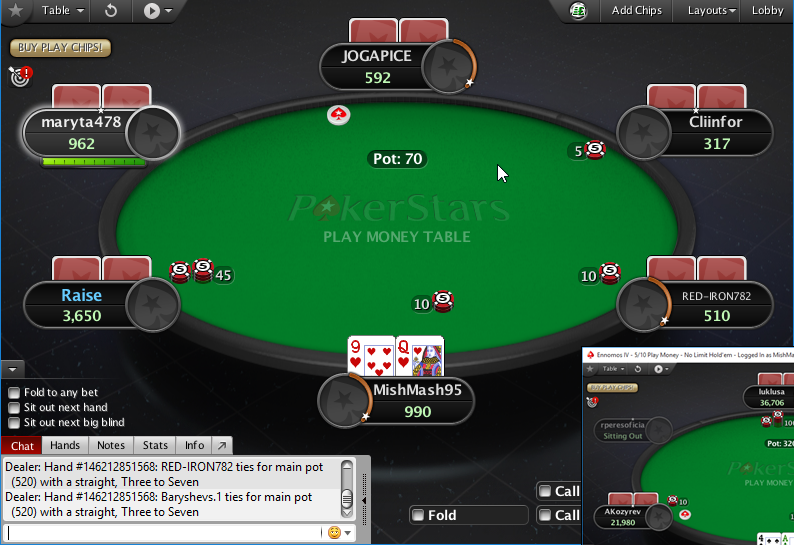 Table
Add Chips
Layouts
Lobby
BUY PLAY CHIPS!
JOGAPICE
592
maryta478
962
Cliinfor
317
Pot: 70
5
PokerStars
PLAY MONEY TABLE
45
10
10
Raise
3,650
RED-IRON782
510
9
Q
MishMash95
990
Fold to any bet
Sit out next hand
Sit out next big blind
Chat
Hands
Notes
Stats
Info
Dealer: Hand #146212851568: RED-IRON782 ties for main pot
(520) with a straight, Three to Seven
Dealer: Hand #146212851568: Baryshevs.1 ties for main pot
(520) with a straight, Three to Seven
Fold
Call
Call
Ennomos IV - 5/10 Play Money - No Limit Hold'em - Logged In as MishMa
Table
BUY PLAY CHIPS!
luklusa
36,706
rperesoficia
Sitting Out
Pot: 320
PLAY MONEY
10
AKozyrev
21,980
4
A